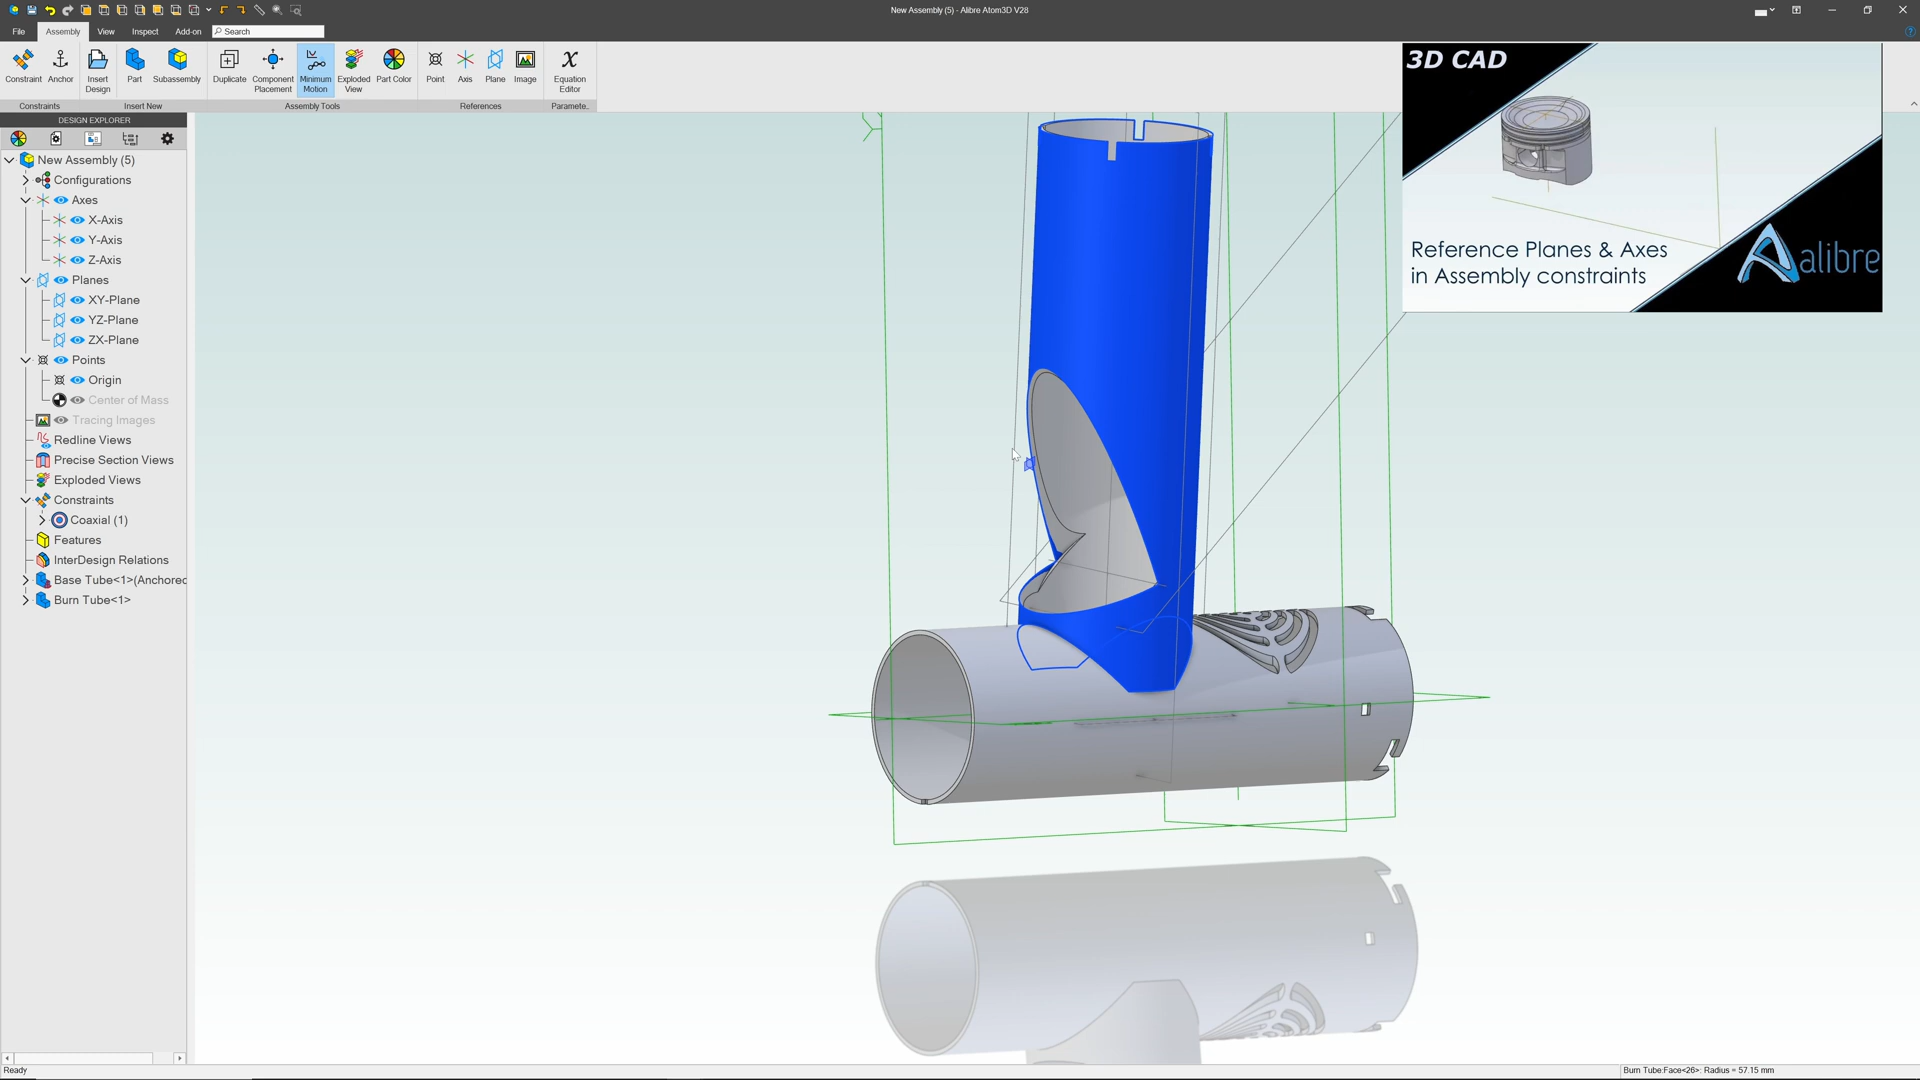 New Assembly (5) - Alibre Atom3D V28
File Assembly View Inspect Add-on Search
Constraint Anchor Insert Design Part Subassembly Duplicate Component Placement Minimum Motion Exploded View Part Color Point Axis Plane Image Equation Editor
Constraints Insert New Assembly Tools References Paramete..
DESIGN EXPLORER
New Assembly (5)
Configurations
Axes
X-Axis
Y-Axis
Z-Axis
Planes
XY-Plane
YZ-Plane
ZX-Plane
Points
Origin
Center of Mass
Tracing Images
Redline Views
Precise Section Views
Exploded Views
Constraints
Coaxial (1)
Features
InterDesign Relations
Base Tube<1>(Anchored
Burn Tube<1>
3D CAD
Reference Planes & Axes
in Assembly constraints
alibre
Ready
Burn Tube:Face<26>: Radius = 57.15 mm